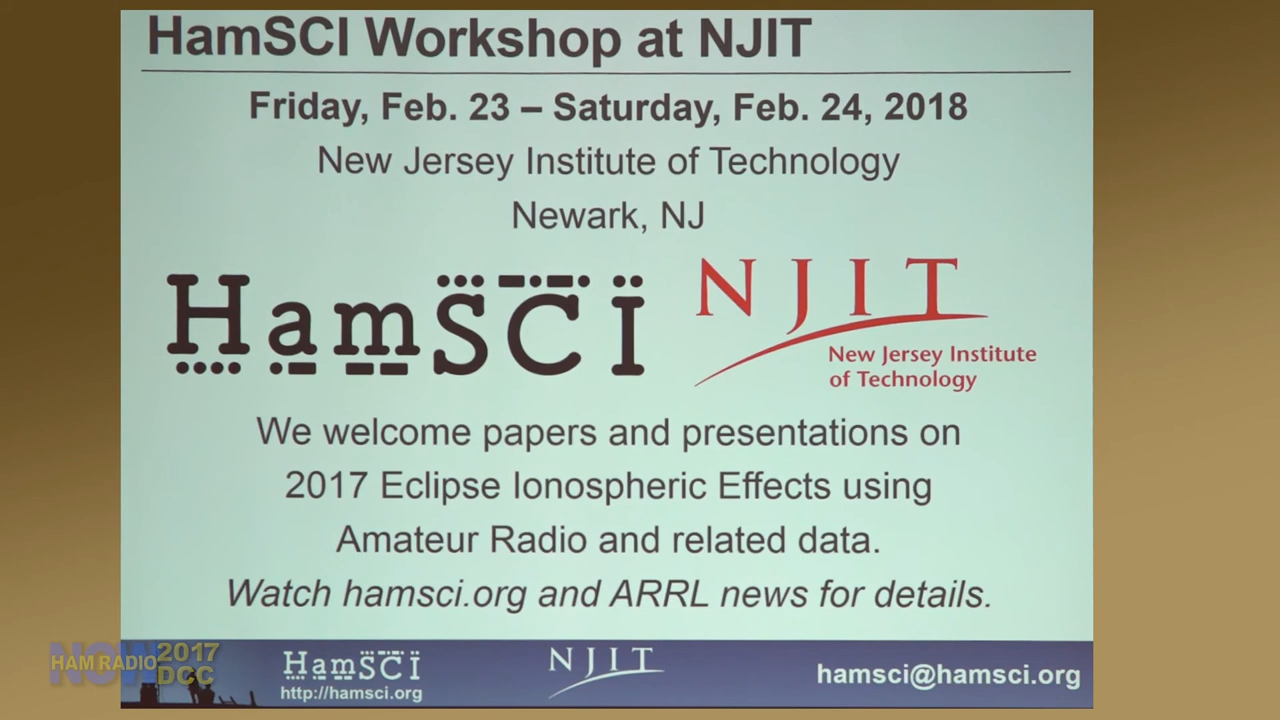 HamSCI Workshop at NJIT
Friday, Feb. 23 – Saturday, Feb. 24, 2018
New Jersey Institute of Technology
Newark, NJ
HamSCI
NJIT
New Jersey Institute
of Technology
We welcome papers and presentations on
2017 Eclipse Ionospheric Effects using
Amateur Radio and related data.
Watch hamsci.org and ARRL news for details.
NOW
HAM RADIO
2017
DCC
HamSCI
http://hamsci.org
NJIT
hamsci@hamsci.org